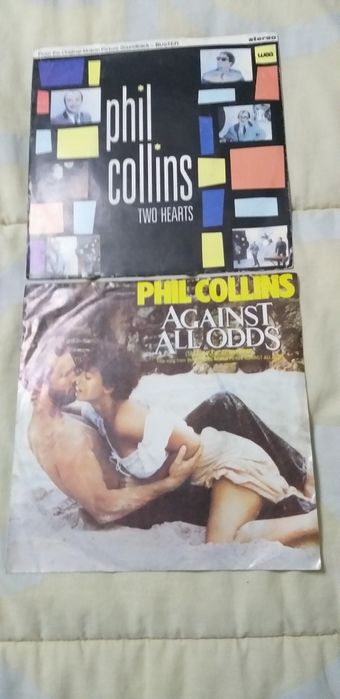 From the Original Motion Picture Soundtrack - BUSTER
stereo
wea
phil
collins
TWO HEARTS
PHIL COLLINS
AGAINST
ALL ODDS